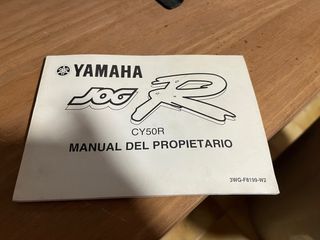 YAMAHA
JOG R
CY50R
MANUAL DEL PROPIETARIO
3WG-F8199-W2